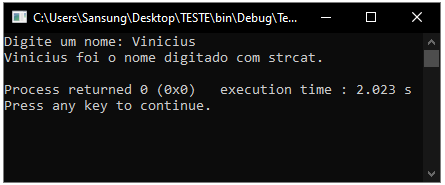 C:\Users\Sansung\Desktop\TESTE\bin\Debug\Te...
Digite um nome: Vinicius
Vinicius foi o nome digitado com strcat.
Process returned 0 (0x0)   execution time : 2.023 s
Press any key to continue.